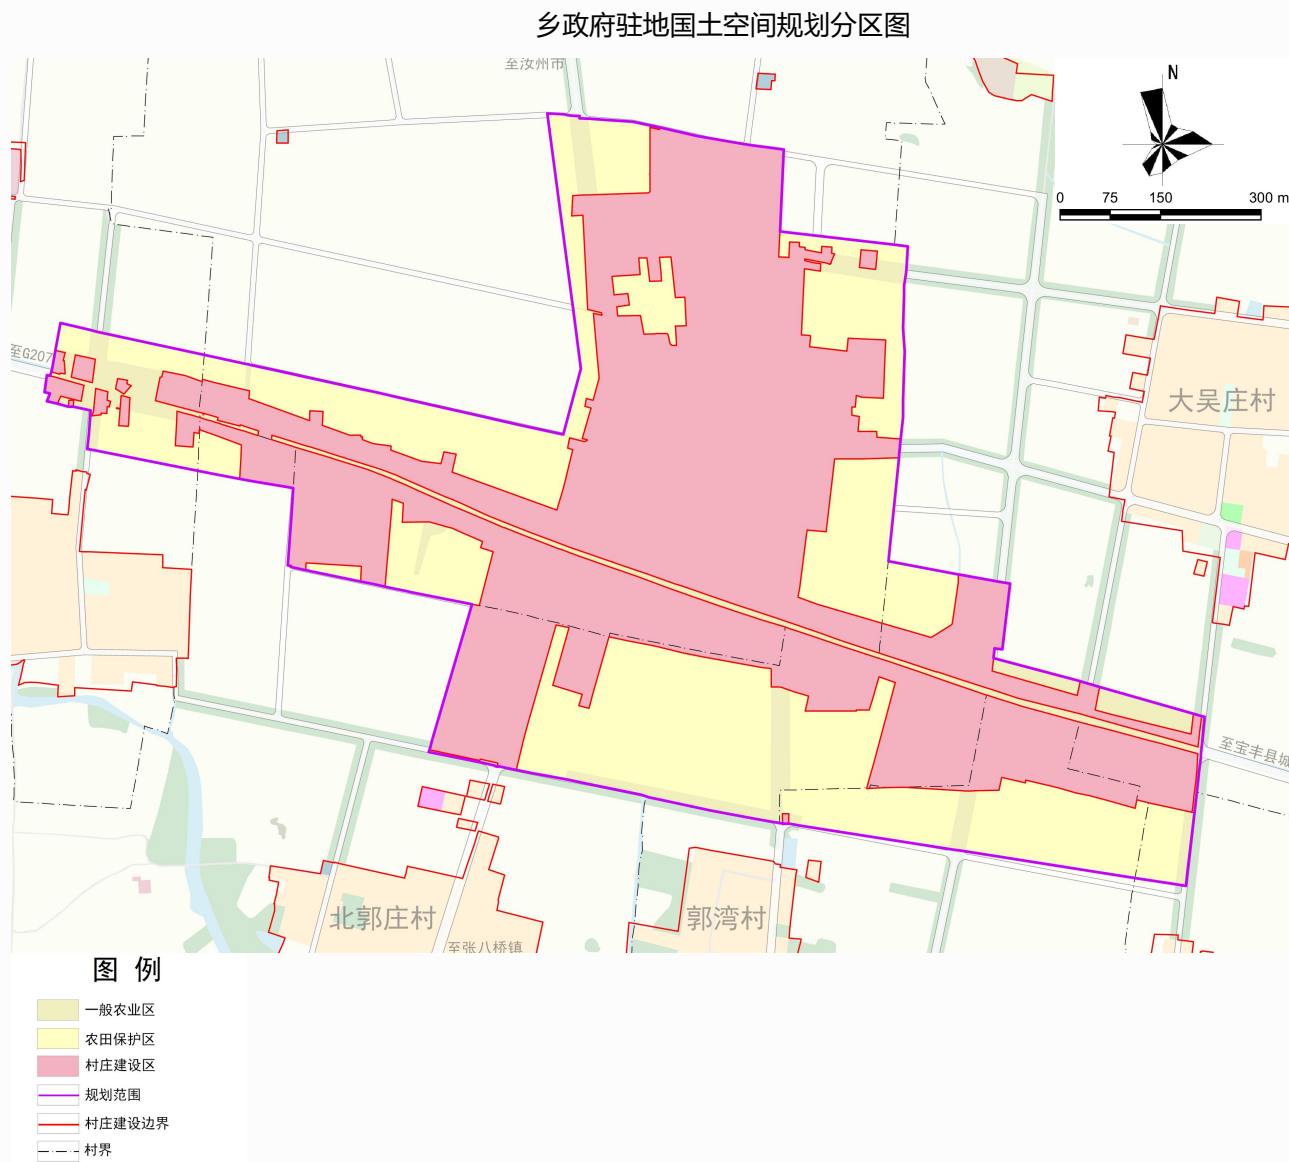 乡政府驻地国土空间规划分区图
至汝州市
N
0 75 150 300 m
至G207
大吴庄村
至宝丰县城
北郭庄村
郭湾村
至张八桥镇
图 例
一般农业区
农田保护区
村庄建设区
规划范围
村庄建设边界
村界